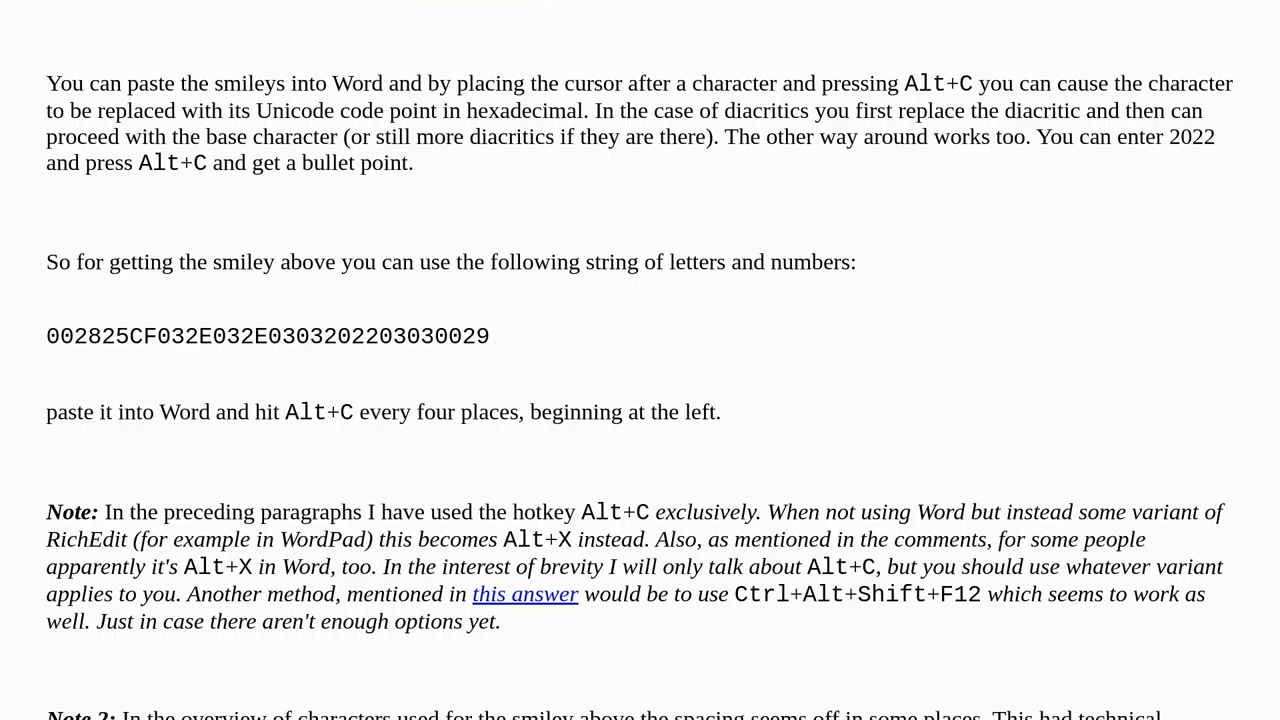 You can paste the smileys into Word and by placing the cursor after a character and pressing Alt+C you can cause the character
to be replaced with its Unicode code point in hexadecimal. In the case of diacritics you first replace the diacritic and then can
proceed with the base character (or still more diacritics if they are there). The other way around works too. You can enter 2022
and press Alt+C and get a bullet point.
So for getting the smiley above you can use the following string of letters and numbers:
002825CF032E032E0303202203030029
paste it into Word and hit Alt+C every four places, beginning at the left.
Note: In the preceding paragraphs I have used the hotkey Alt+C exclusively. When not using Word but instead some variant of
RichEdit (for example in WordPad) this becomes Alt+X instead. Also, as mentioned in the comments, for some people
apparently it's Alt+X in Word, too. In the interest of brevity I will only talk about Alt+C, but you should use whatever variant
applies to you. Another method, mentioned in this answer would be to use Ctrl+Alt+Shift+F12 which seems to work as
well. Just in case there aren't enough options yet.
Note 2: In the overview of characters used for the smiley above the spacing seems off in some places. This had technical